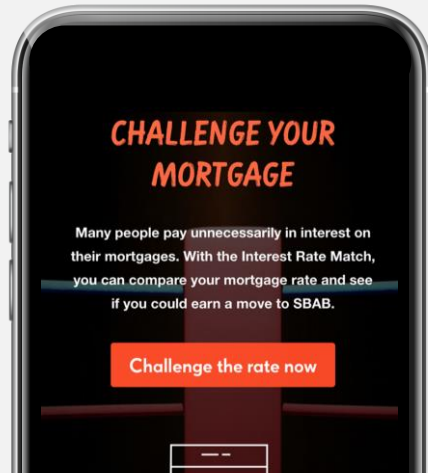 CHALLENGE YOUR
MORTGAGE
Many people pay unnecessarily in interest on
their mortgages. With the Interest Rate Match,
you can compare your mortgage rate and see
if you could earn a move to SBAB.
Challenge the rate now